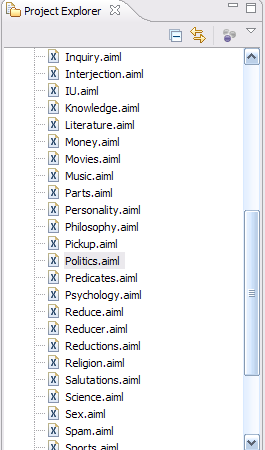 Project Explorer
Inquiry.aiml
Interjection.aiml
IU.aiml
Knowledge.aiml
Literature.aiml
Money.aiml
Movies.aiml
Music.aiml
Parts.aiml
Personality.aiml
Philosophy.aiml
Pickup.aiml
Politics.aiml
Predicates.aiml
Psychology.aiml
Reduce.aiml
Reducer.aiml
Reductions.aiml
Religion.aiml
Salutations.aiml
Science.aiml
Sex.aiml
Spam.aiml
Sports.aiml